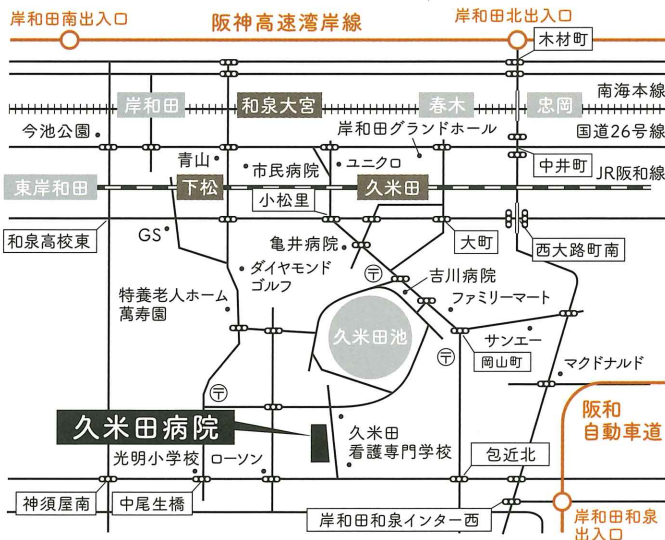 岸和田南出入口
阪神高速湾岸線
岸和田北出入口
木材町
南海本線
岸和田
和泉大宮
春木
忠岡
今池公園
岸和田グランドホール
国道26号線
青山
市民病院
ユニクロ
中井町
JR阪和線
東岸和田
下松
久米田
小松里
和泉高校東
GS
亀井病院
大町
西大路町南
ダイヤモンド
ゴルフ
〒
吉川病院
特養老人ホーム
萬寿園
ファミリーマート
久米田池
サンエー
〒
岡山町
マクドナルド
〒
久米田病院
久米田
看護専門学校
阪和
自動車道
光明小学校
ローソン
包近北
神須屋南
中尾生橋
岸和田和泉インター西
岸和田和泉
出入口